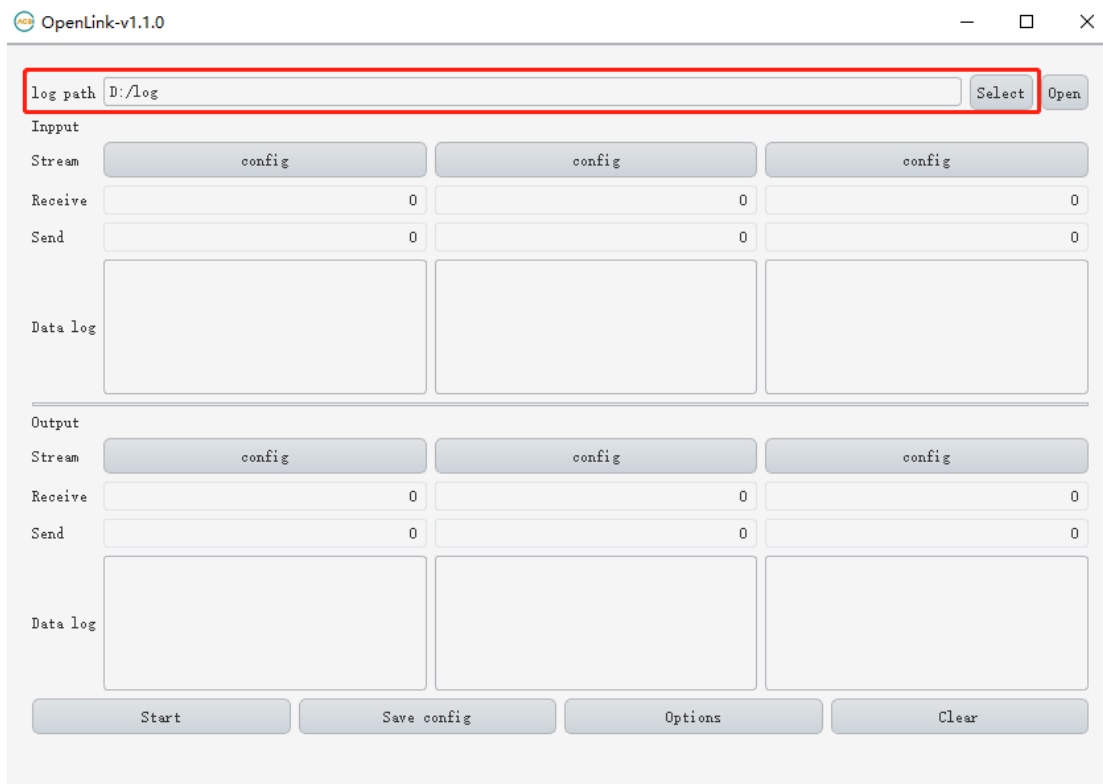 OpenLink-v1.1.0
log path D:/log Select Open
Inpput
Stream config config config
Receive 0 0 0
Send 0 0 0
Data log
Output
Stream config config config
Receive 0 0 0
Send 0 0 0
Data log
Start Save config Options Clear